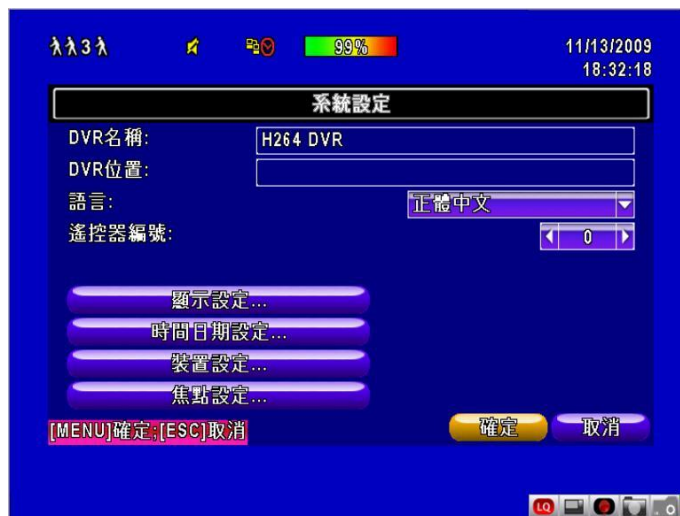 3
99%
11/13/2009
18:32:18
系統設定
DVR名稱:
H264 DVR
DVR位置:
語言:
正體中文
遙控器編號:
0
顯示設定...
時間日期設定...
裝置設定...
焦點設定...
[MENU]確定;[ESC]取消
確定
取消
LQ